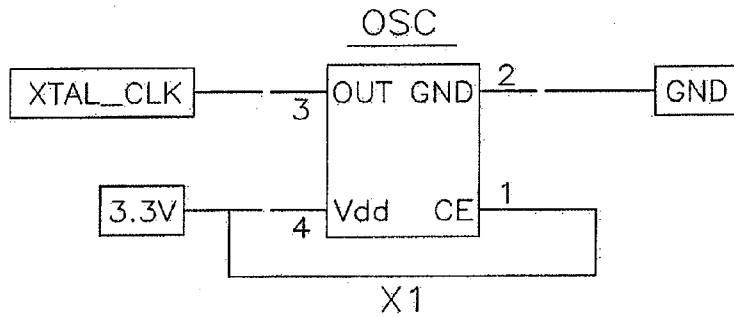 OSC
XTAL_CLK 3 OUT GND 2 GND
3.3V 4 Vdd CE 1
X1